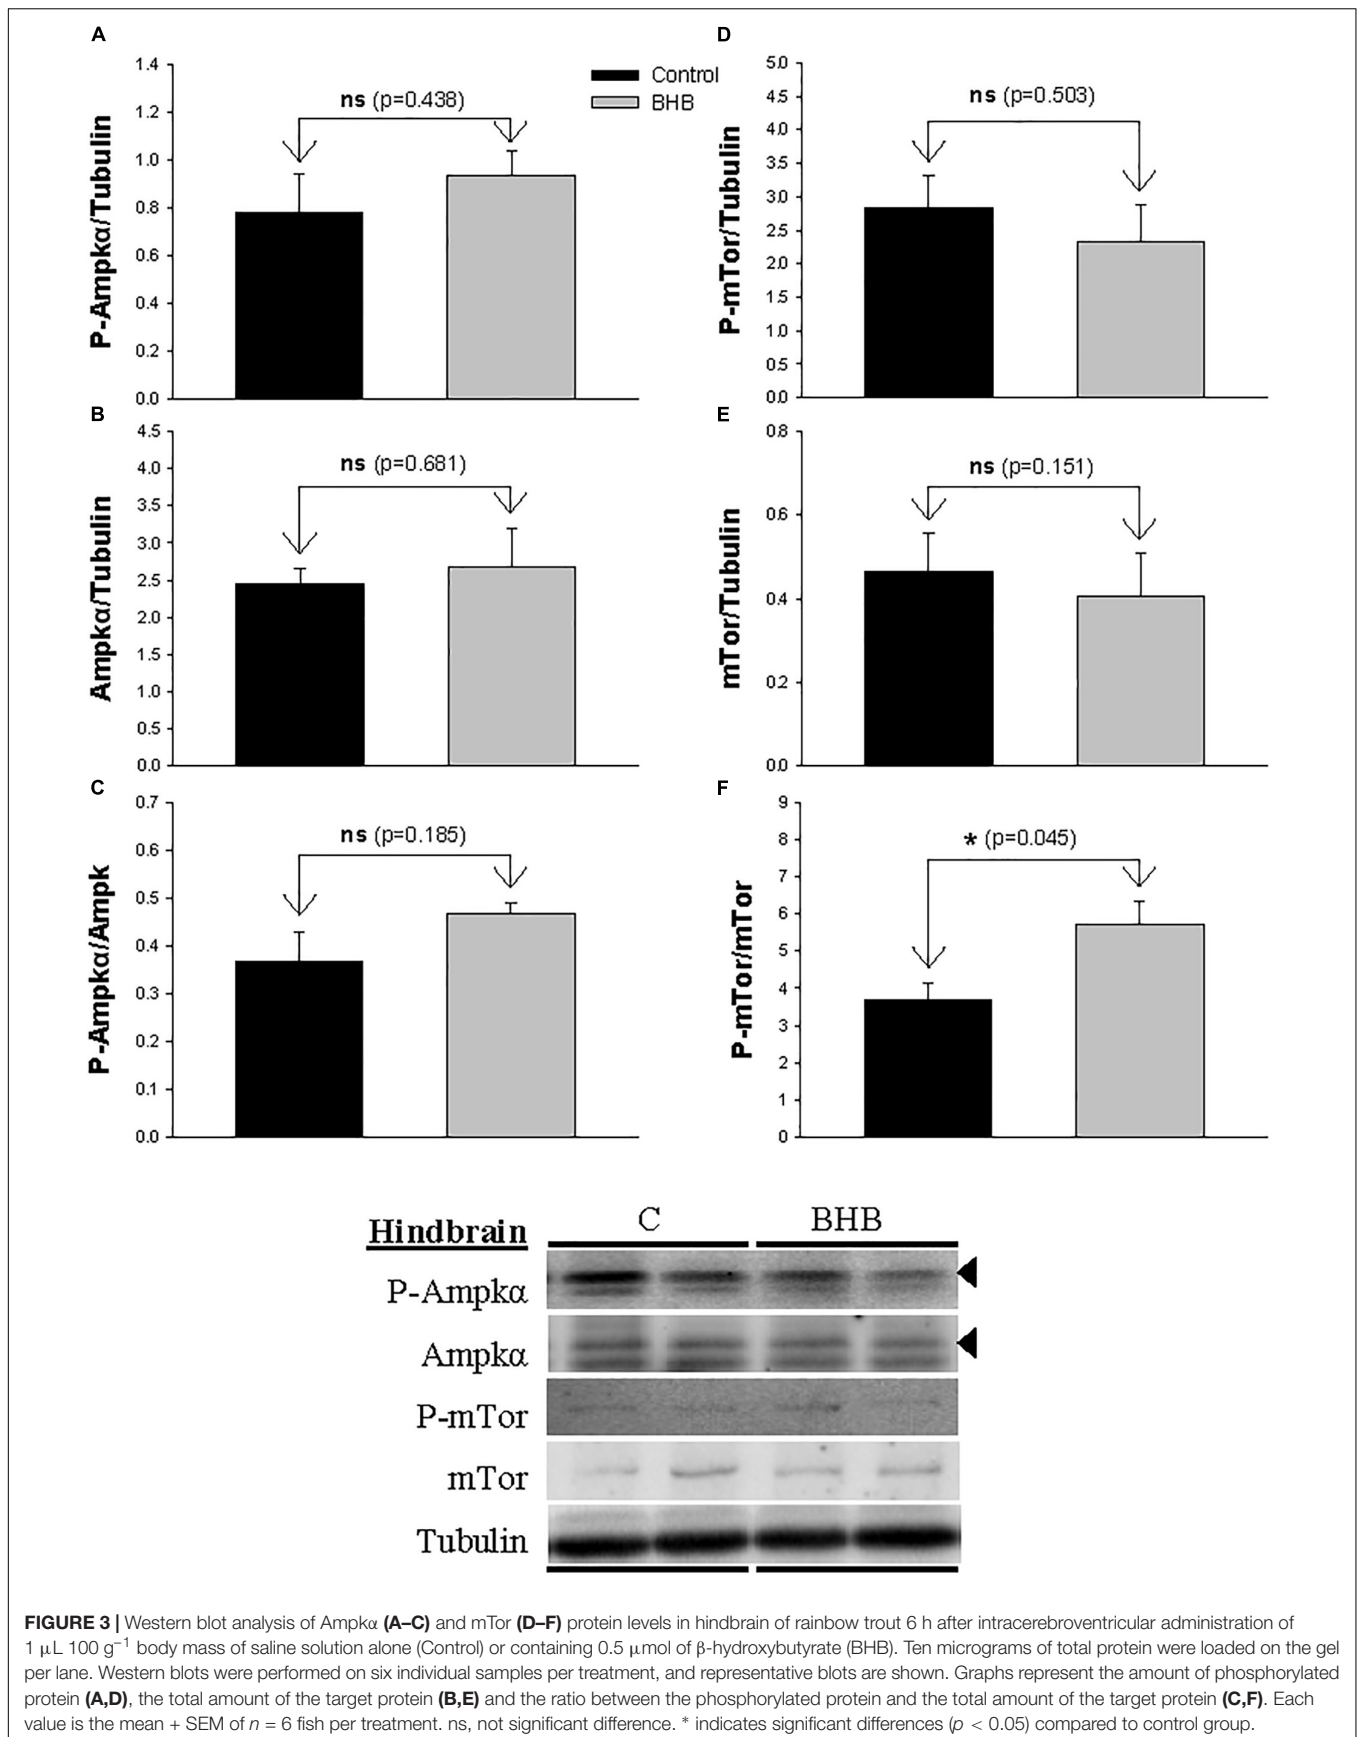 A
P-Ampkα/Tubulin
1.4
1.2
1.0
0.8
0.6
0.4
0.2
0.0
ns (p=0.438)
Control
BHB
D
P-mTor/Tubulin
5.0
4.5
4.0
3.5
3.0
2.5
2.0
1.5
1.0
0.5
0.0
ns (p=0.503)
B
Ampkα/Tubulin
4.5
4.0
3.5
3.0
2.5
2.0
1.5
1.0
0.5
0.0
ns (p=0.681)
E
mTor/Tubulin
0.8
0.6
0.4
0.2
0.0
ns (p=0.151)
C
P-Ampkα/Ampk
0.7
0.6
0.5
0.4
0.3
0.2
0.1
0.0
ns (p=0.185)
F
P-mTor/mTor
9
8
7
6
5
4
3
2
1
0
* (p=0.045)
Hindbrain
C
BHB
P-Ampkα
Ampkα
P-mTor
mTor
Tubulin
FIGURE 3 | Western blot analysis of Ampkα (A–C) and mTor (D–F) protein levels in hindbrain of rainbow trout 6 h after intracerebroventricular administration of
1 μL 100 g⁻¹ body mass of saline solution alone (Control) or containing 0.5 μmol of β-hydroxybutyrate (BHB). Ten micrograms of total protein were loaded on the gel
per lane. Western blots were performed on six individual samples per treatment, and representative blots are shown. Graphs represent the amount of phosphorylated
protein (A,D), the total amount of the target protein (B,E) and the ratio between the phosphorylated protein and the total amount of the target protein (C,F). Each
value is the mean + SEM of n = 6 fish per treatment. ns, not significant difference. * indicates significant differences (p < 0.05) compared to control group.